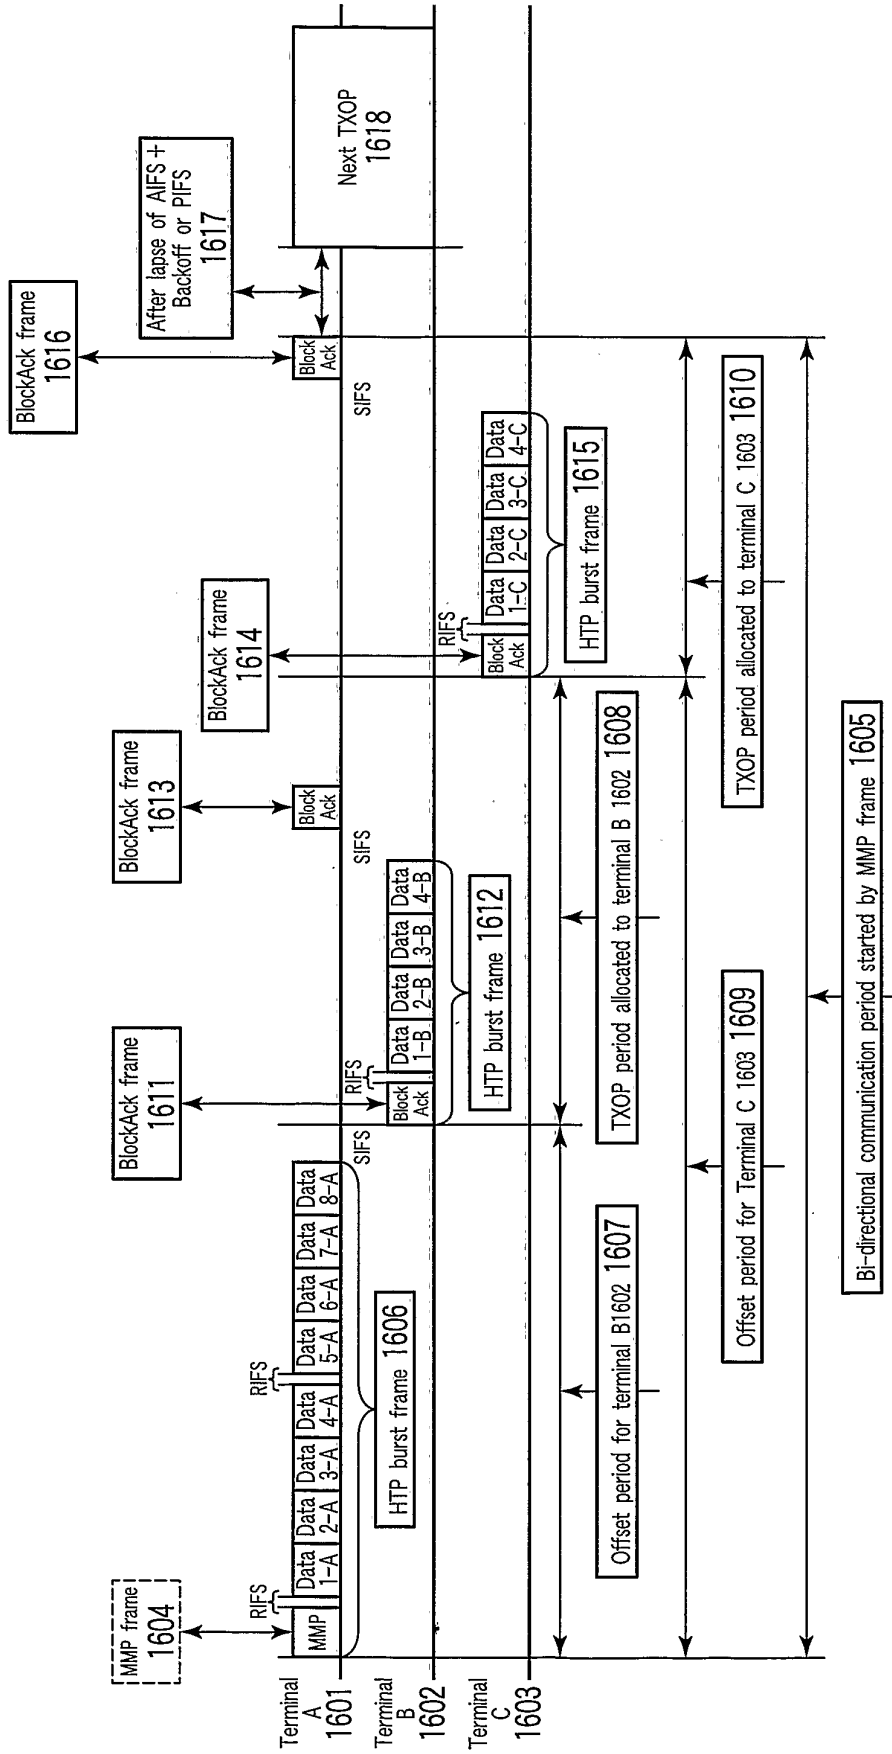 MMP frame
1604
BlockAck frame
1611
BlockAck frame
1613
BlockAck frame
1614
BlockAck frame
1616
After lapse of AIFS+
Backoff or PIFS
1617
Terminal
A
1601
MMP
RIFS
Data
1-A
Data
2-A
Data
3-A
Data
4-A
RIFS
Data
5-A
Data
6-A
Data
7-A
Data
8-A
SIFS
Block
Ack
SIFS
Block
Ack
SIFS
Next TXOP
1618
HTP burst frame 1606
Terminal
B
1602
Block
Ack
RIFS
Data
1-B
Data
2-B
Data
3-B
Data
4-B
HTP burst frame 1612
Terminal
C
1603
Block
Ack
RIFS
Data
1-C
Data
2-C
Data
3-C
Data
4-C
HTP burst frame 1615
Offset period for terminal B1602 1607
TXOP period allocated to terminal B 1602 1608
Offset period for Terminal C 1603 1609
TXOP period allocated to terminal C 1603 1610
Bi-directional communication period started by MMP frame 1605